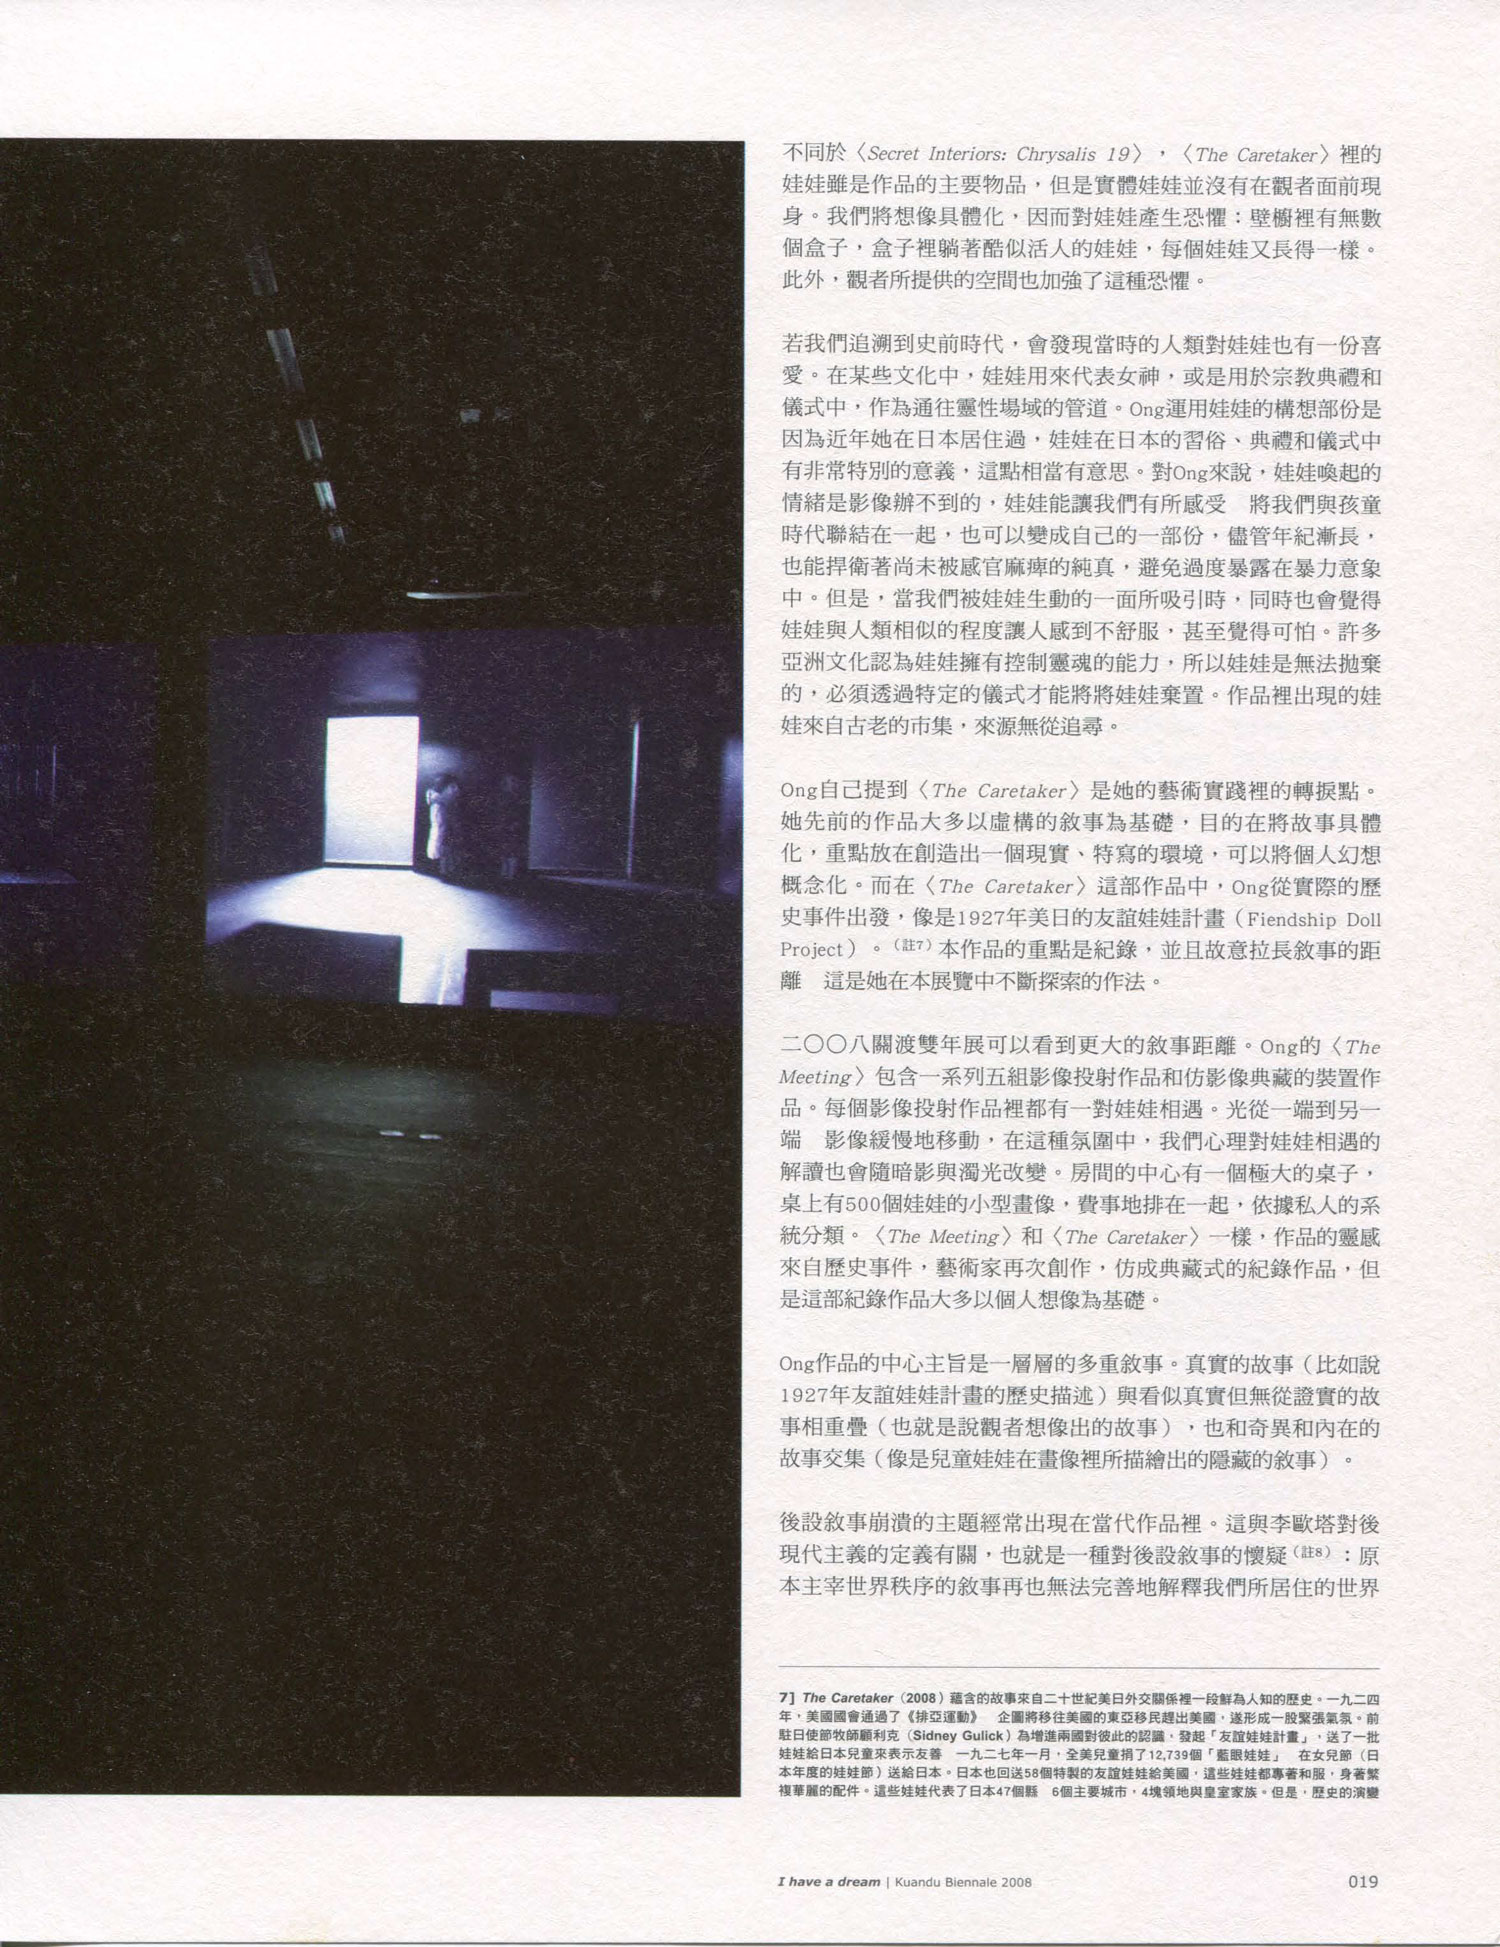 不同於〈Secret Interiors: Chrysalis 19〉，〈The Caretaker〉裡的
娃娃雖是作品的主要物品，但是實體娃娃並沒有在觀者面前現
身。我們將想像具體化，因而對娃娃產生恐懼：壁櫥裡有無數
個盒子，盒子裡躺著酷似活人的娃娃，每個娃娃又長得一樣。
此外，觀者所提供的空間也加強了這種恐懼。
若我們追溯到史前時代，會發現當時的人類對娃娃也有一份喜
愛。在某些文化中，娃娃用來代表女神，或是用於宗教典禮和
儀式中，作為通往靈性場域的管道。Ong運用娃娃的構想部份是
因為近年她在日本居住過，娃娃在日本的習俗、典禮和儀式中
有非常特別的意義，這點相當有意思。對Ong來說，娃娃喚起的
情緒是影像辦不到的，娃娃能讓我們有所感受　將我們與孩童
時代聯結在一起，也可以變成自己的一部份，儘管年紀漸長，
也能捍衛著尚未被感官麻痺的純真，避免過度暴露在暴力意象
中。但是，當我們被娃娃生動的一面所吸引時，同時也會覺得
娃娃與人類相似的程度讓人感到不舒服，甚至覺得可怕。許多
亞洲文化認為娃娃擁有控制靈魂的能力，所以娃娃是無法拋棄
的，必須透過特定的儀式才能將將娃娃棄置。作品裡出現的娃
娃來自古老的市集，來源無從追尋。
Ong自己提到〈The Caretaker〉是她的藝術實踐裡的轉捩點。
她先前的作品大多以虛構的敘事為基礎，目的在將故事具體
化，重點放在創造出一個現實、特寫的環境，可以將個人幻想
概念化。而在〈The Caretaker〉這部作品中，Ong從實際的歷
史事件出發，像是1927年美日的友誼娃娃計畫（Fiendship Doll
Project）。（註7）本作品的重點是紀錄，並且故意拉長敘事的距
離　這是她在本展覽中不斷探索的作法。
二〇〇八關渡雙年展可以看到更大的敘事距離。Ong的〈The
Meeting〉包含一系列五組影像投射作品和仿影像典藏的裝置作
品。每個影像投射作品裡都有一對娃娃相遇。光從一端到另一
端　影像緩慢地移動，在這種氛圍中，我們心理對娃娃相遇的
解讀也會隨暗影與濁光改變。房間的中心有一個極大的桌子，
桌上有500個娃娃的小型畫像，費事地排在一起，依據私人的系
統分類。〈The Meeting〉和〈The Caretaker〉一樣，作品的靈感
來自歷史事件，藝術家再次創作，仿成典藏式的紀錄作品，但
是這部紀錄作品大多以個人想像為基礎。
Ong作品的中心主旨是一層層的多重敘事。真實的故事（比如說
1927年友誼娃娃計畫的歷史描述）與看似真實但無從證實的故
事相重疊（也就是說觀者想像出的故事），也和奇異和內在的
故事交集（像是兒童娃娃在畫像裡所描繪出的隱藏的敘事）。
後設敘事崩潰的主題經常出現在當代作品裡。這與李歐塔對後
現代主義的定義有關，也就是一種對後設敘事的懷疑（註8）：原
本主宰世界秩序的敘事再也無法完善地解釋我們所居住的世界
7] The Caretaker（2008）蘊含的故事來自二十世紀美日外交關係裡一段鮮為人知的歷史。一九二四
年，美國國會通過了《排亞運動》　企圖將移往美國的東亞移民趕出美國，遂形成一股緊張氣氛。前
駐日使節牧師顧利克（Sidney Gulick）為增進兩國對彼此的認識，發起「友誼娃娃計畫」，送了一批
娃娃給日本兒童來表示友善　一九二七年一月，全美兒童捐了12,739個「藍眼娃娃」　在女兒節（日
本年度的娃娃節）送給日本。日本也回送58個特製的友誼娃娃給美國，這些娃娃都專著和服，身著繁
複華麗的配件。這些娃娃代表了日本47個縣　6個主要城市，4塊領地與皇室家族。但是，歷史的演變
I have a dream | Kuandu Biennale 2008
019